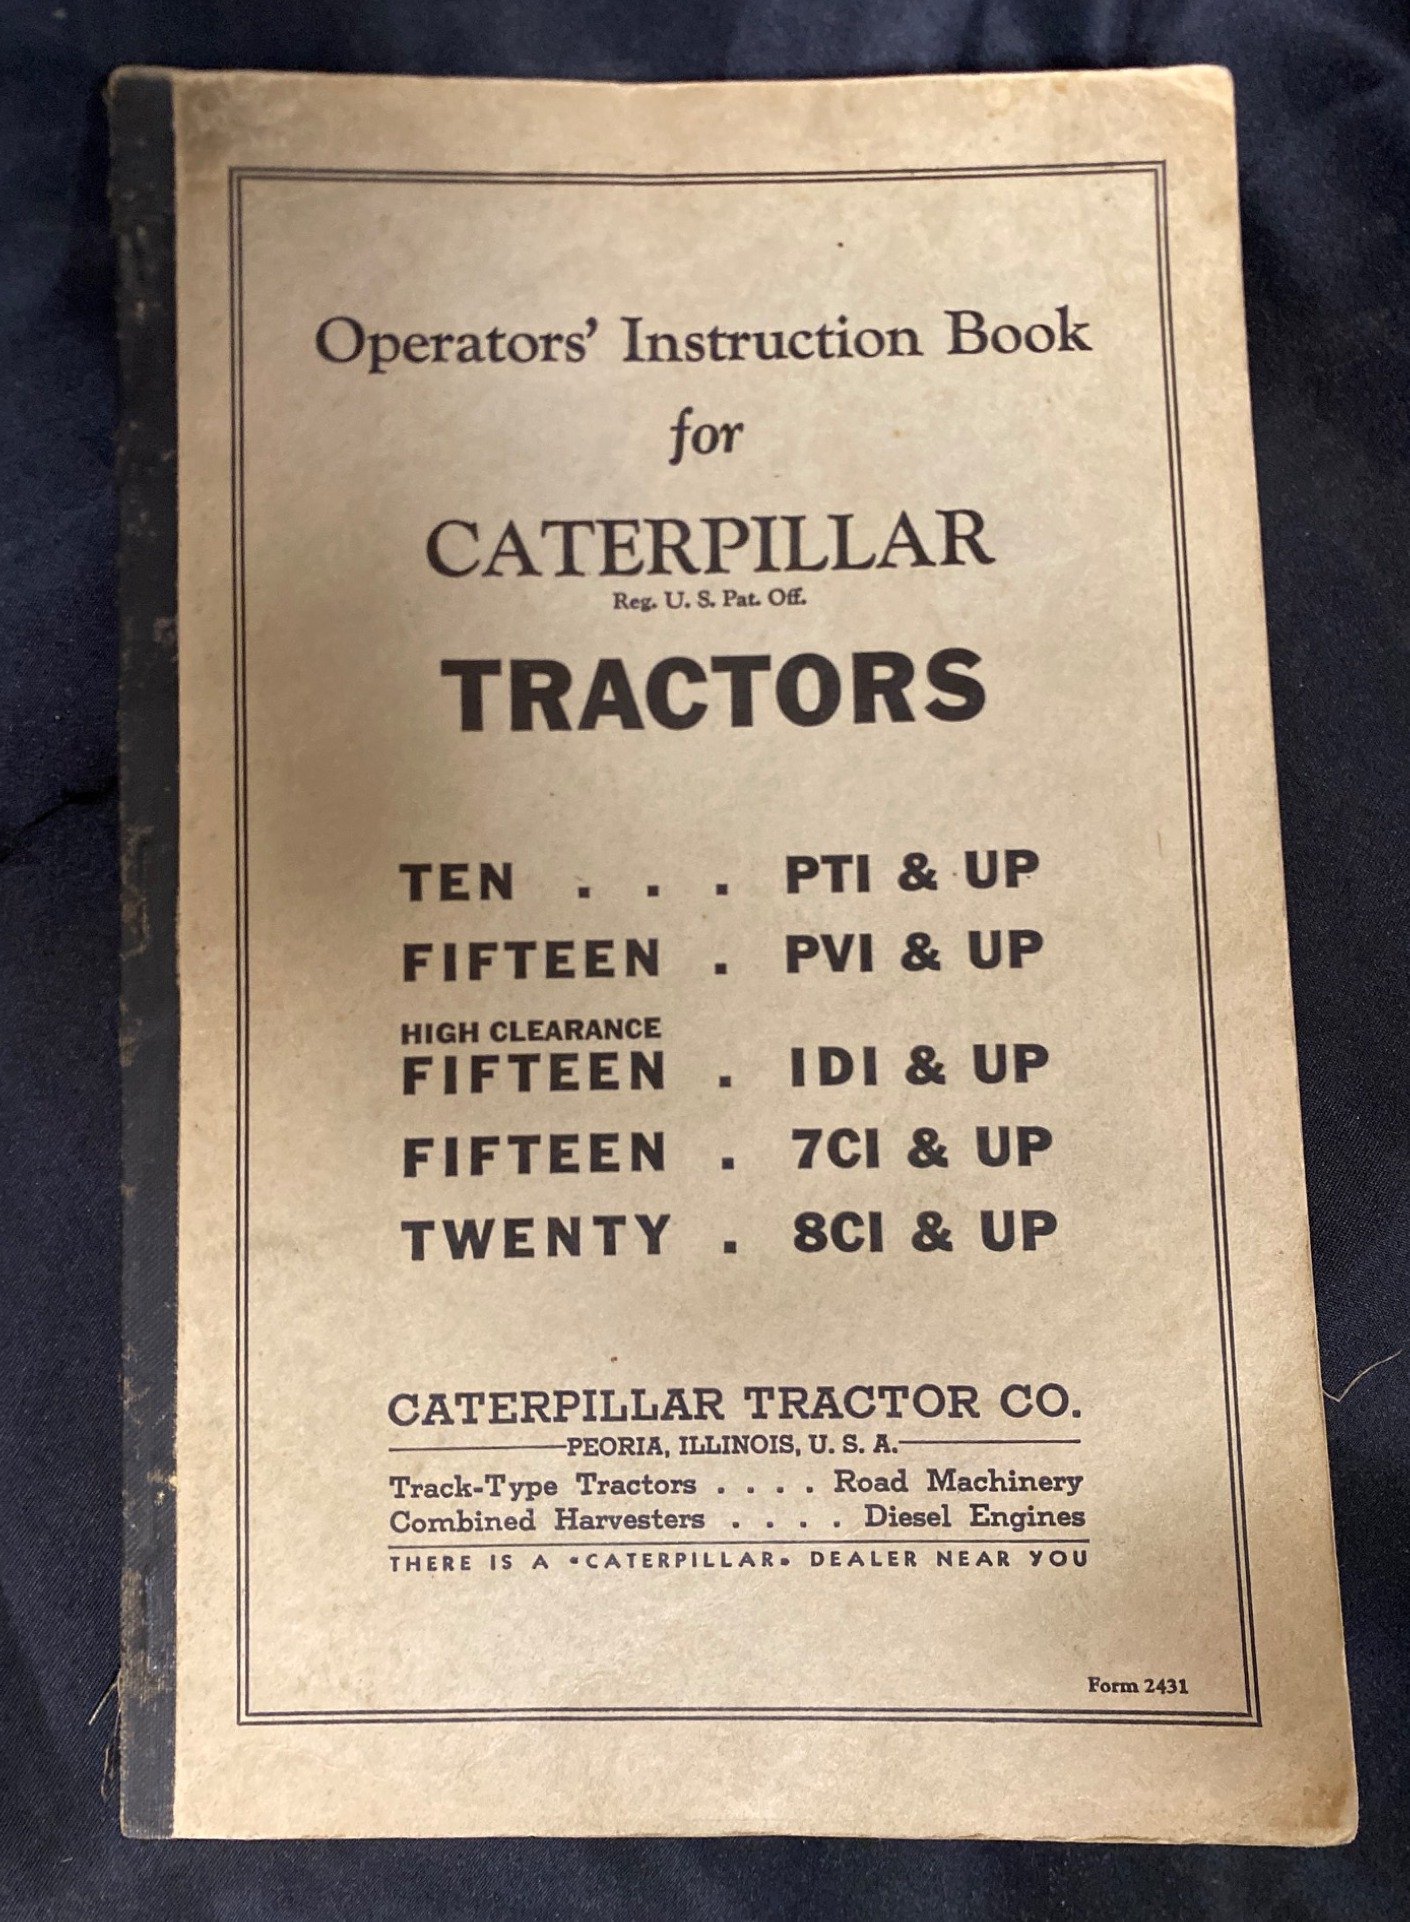 Operators' Instruction Book
for
CATERPILLAR
Reg. U. S. Pat. Off.
TRACTORS
TEN . . . PTI & UP
FIFTEEN . PVI & UP
HIGH CLEARANCE
FIFTEEN . IDI & UP
FIFTEEN . 7CI & UP
TWENTY . 8CI & UP
CATERPILLAR TRACTOR CO.
PEORIA, ILLINOIS, U. S. A.
Track-Type Tractors . . . . Road Machinery
Combined Harvesters . . . . Diesel Engines
THERE IS A "CATERPILLAR" DEALER NEAR YOU
Form 2431